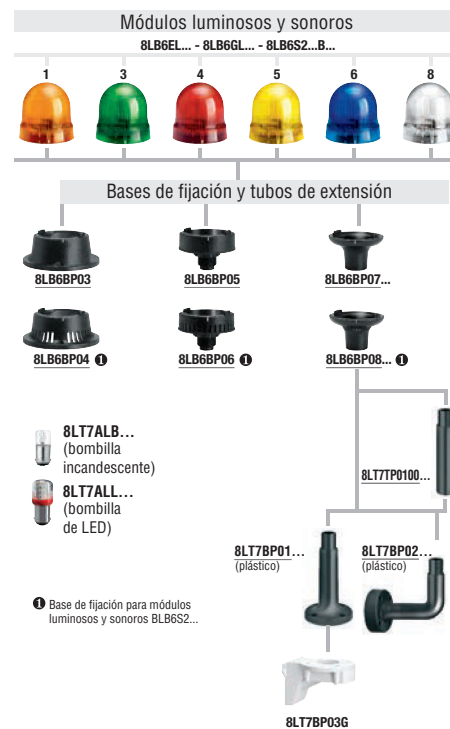 Módulos luminosos y sonoros
8LB6EL... - 8LB6GL... - 8LB6S2...B...
1 3 4 5 6 8
Bases de fijación y tubos de extensión
8LB6BP03 8LB6BP05 8LB6BP07...
8LB6BP04 ❶ 8LB6BP06 ❶ 8LB6BP08... ❶
8LT7ALB...
(bombilla
incandescente)
8LT7ALL...
(bombilla
de LED)
8LT7TP0100...
8LT7BP01... 8LT7BP02...
(plástico) (plástico)
❶ Base de fijación para módulos
luminosos y sonoros BLB6S2...
8LT7BP03G